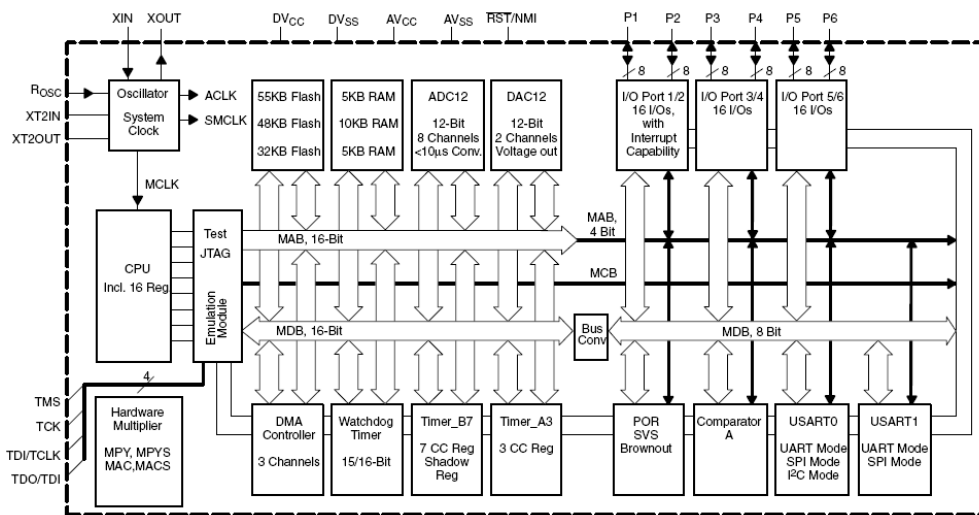 XIN XOUT DVCC DVSS AVCC AVSS RST/NMI P1 P2 P3 P4 P5 P6
8 8 8 8 8 8
ROSC
XT2IN
XT2OUT
Oscillator
System
Clock
ACLK
SMCLK
MCLK
55KB Flash
48KB Flash
32KB Flash
5KB RAM
10KB RAM
5KB RAM
ADC12
12-Bit
8 Channels
<10μs Conv.
DAC12
12-Bit
2 Channels
Voltage out
I/O Port 1/2
16 I/Os,
with
Interrupt
Capability
I/O Port 3/4
16 I/Os
I/O Port 5/6
16 I/Os
CPU
Incl. 16 Reg.
Test
JTAG
Emulation
Module
MAB, 16-Bit
MAB,
4 Bit
MCB
MDB, 16-Bit
Bus
Conv
MDB, 8 Bit
4
TMS
TCK
TDI/TCLK
TDO/TDI
Hardware
Multiplier
MPY, MPYS
MAC,MACS
DMA
Controller
3 Channels
Watchdog
Timer
15/16-Bit
Timer_B7
7 CC Reg
Shadow
Reg
Timer_A3
3 CC Reg
POR
SVS
Brownout
Comparator
A
USART0
UART Mode
SPI Mode
I²C Mode
USART1
UART Mode
SPI Mode